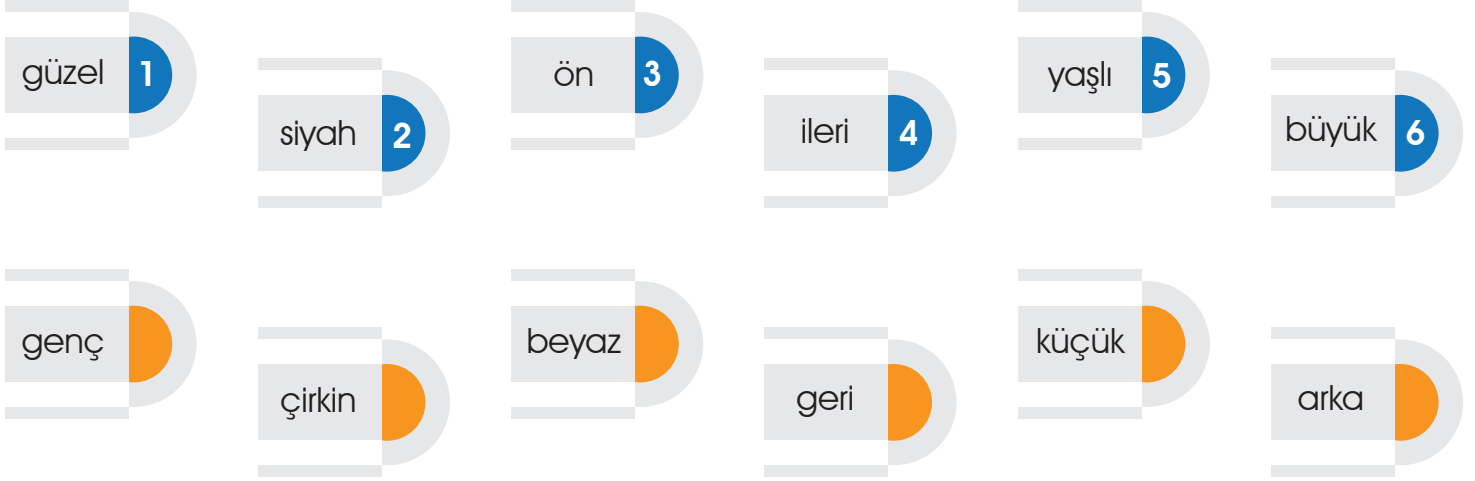 güzel 1
siyah 2
ön 3
ileri 4
yaşlı 5
büyük 6
genç
çirkin
beyaz
geri
küçük
arka